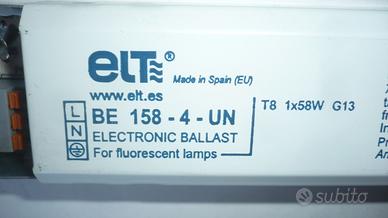 ELT®
Made in Spain (EU)
www.elt.es
L
N
BE 158 - 4 - UN
ELECTRONIC BALLAST
For fluorescent lamps
T8 1x58W G13
subito